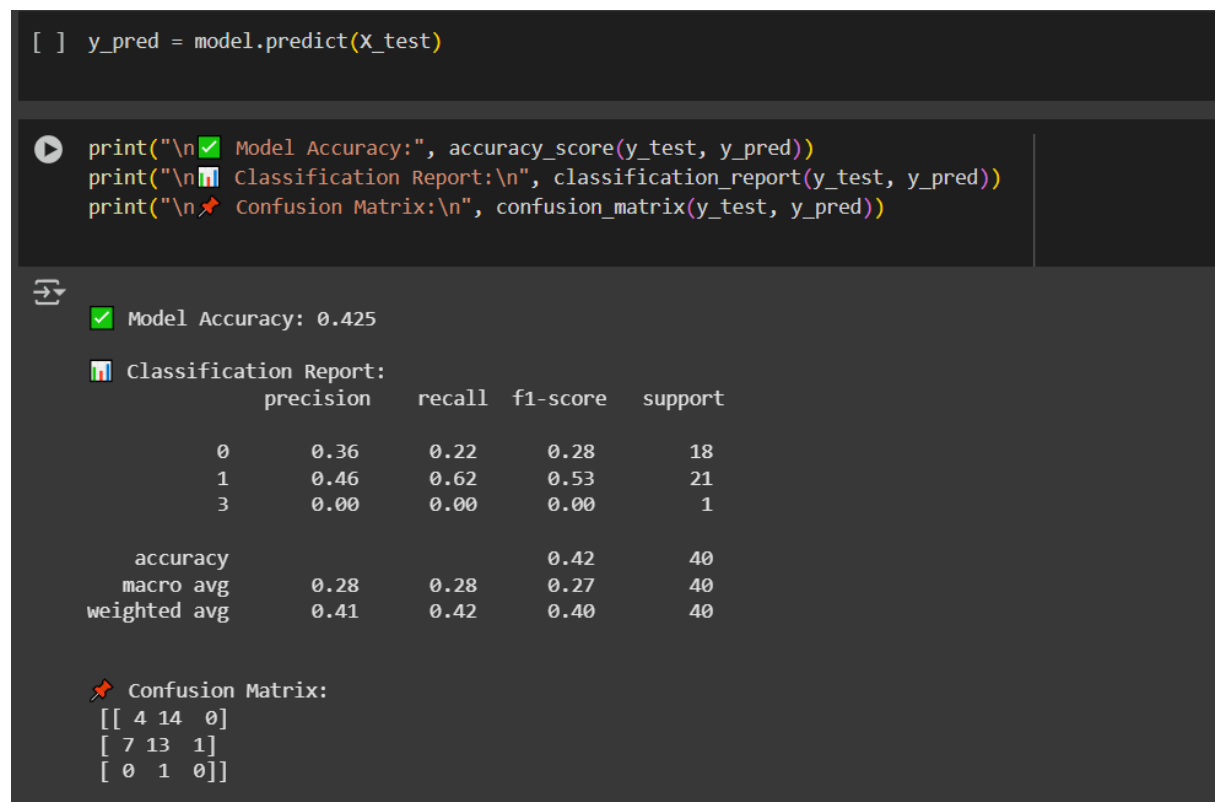 [ ] y_pred = model.predict(X_test)
print("\n✅ Model Accuracy:", accuracy_score(y_test, y_pred))
print("\n📊 Classification Report:\n", classification_report(y_test, y_pred))
print("\n📌 Confusion Matrix:\n", confusion_matrix(y_test, y_pred))
✅ Model Accuracy: 0.425
📊 Classification Report:
precision recall f1-score support
0 0.36 0.22 0.28 18
1 0.46 0.62 0.53 21
3 0.00 0.00 0.00 1
accuracy 0.42 40
macro avg 0.28 0.28 0.27 40
weighted avg 0.41 0.42 0.40 40
📌 Confusion Matrix:
[[ 4 14 0]
[ 7 13 1]
[ 0 1 0]]